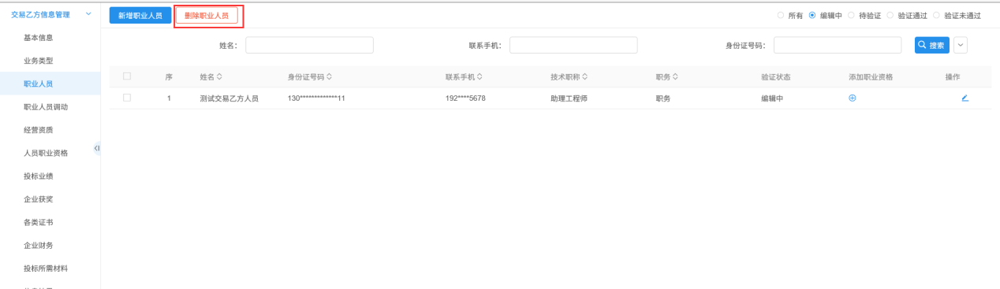 交易乙方信息管理
新增职业人员 删除职业人员 所有 编辑中 待验证 验证通过 验证未通过
基本信息
姓名： 联系手机： 身份证号码： 搜索
业务类型
职业人员
序 姓名 身份证号码 联系手机 技术职称 职务 验证状态 添加职业资格 操作
1 测试交易乙方人员 130*************11 192****5678 助理工程师 职务 编辑中
职业人员调动
经营资质
人员职业资格
投标业绩
企业获奖
各类证书
企业财务
投标所需材料